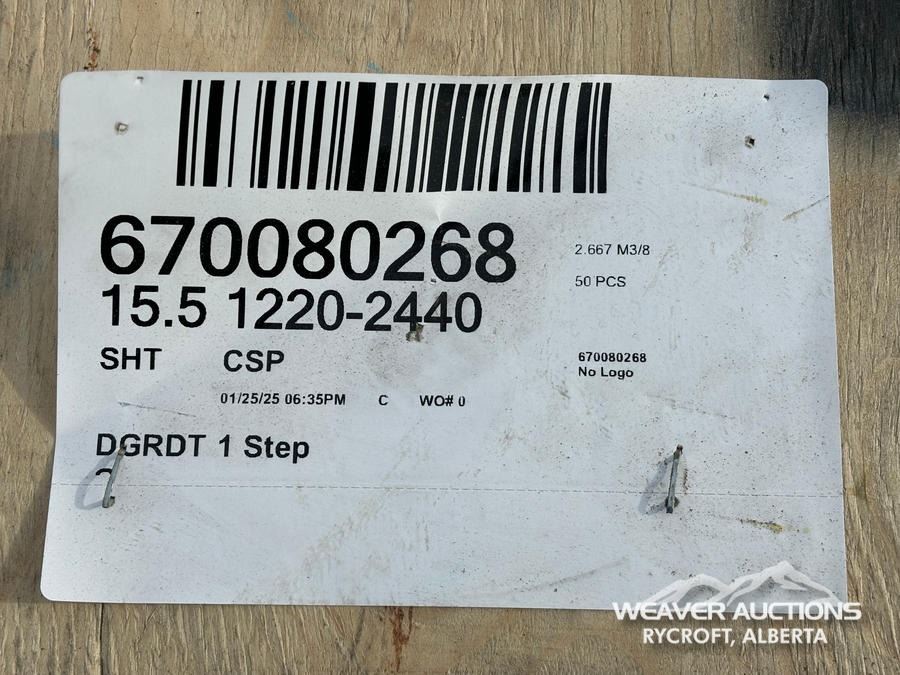 670080268
15.5 1220-2440
2.667 M3/8
50 PCS
SHT CSP
670080268
No Logo
01/25/25 06:35PM C WO# 0
DGRDT 1 Step
WEAVER AUCTIONS
RYCROFT, ALBERTA